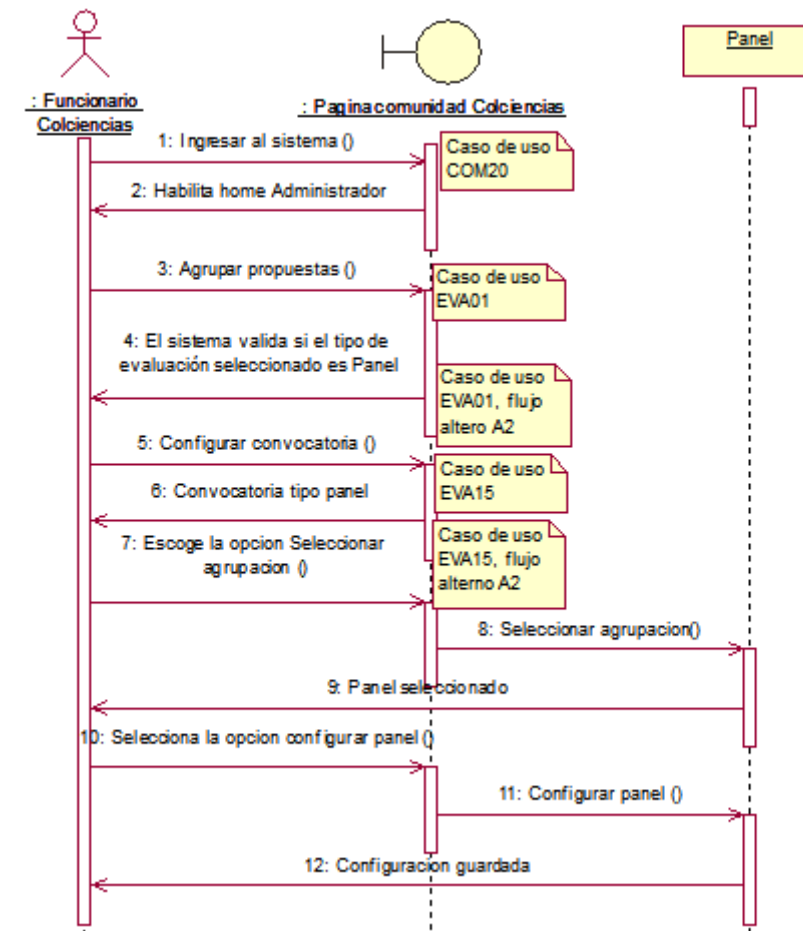 Panel
: Funcionario
Colciencias
: Pagina comunidad Colciencias
1: Ingresar al sistema ()
Caso de uso
COM20
2: Habilita home Administrador
3: Agrupar propuestas ()
Caso de uso
EVA01
4: El sistema valida si el tipo de
evaluación seleccionado es Panel
Caso de uso
EVA01, flujo
altero A2
5: Configurar convocatoria ()
Caso de uso
EVA15
6: Convocatoria tipo panel
7: Escoge la opcion Seleccionar
agrupacion ()
Caso de uso
EVA15, flujo
alterno A2
8: Seleccionar agrupacion()
9: Panel seleccionado
10: Selecciona la opcion configurar panel ()
11: Configurar panel ()
12: Configuracion guardada